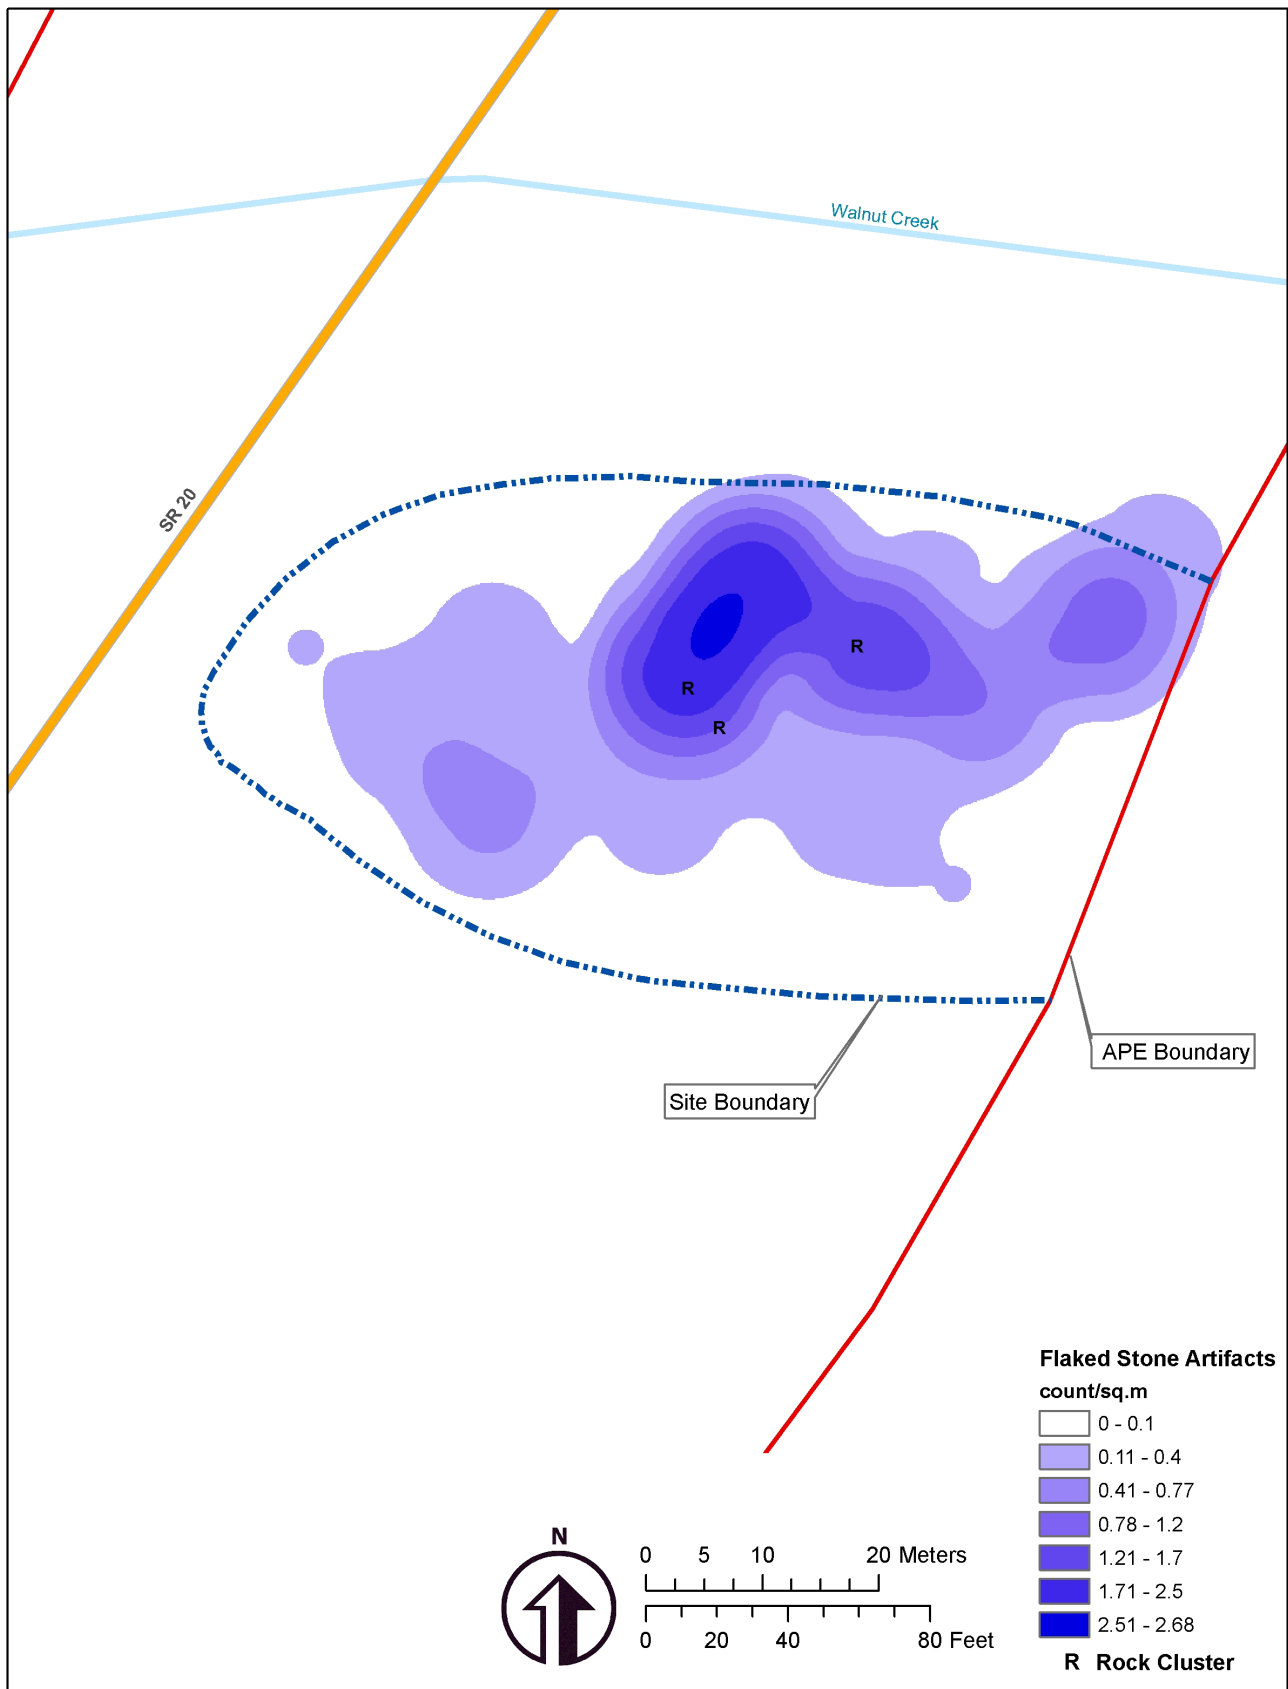 Walnut Creek
SR 20
APE Boundary
Site Boundary
R
R
R
Flaked Stone Artifacts
count/sq.m
0 - 0.1
0.11 - 0.4
0.41 - 0.77
0.78 - 1.2
1.21 - 1.7
1.71 - 2.5
2.51 - 2.68
R Rock Cluster
N
0 5 10 20 Meters
0 20 40 80 Feet